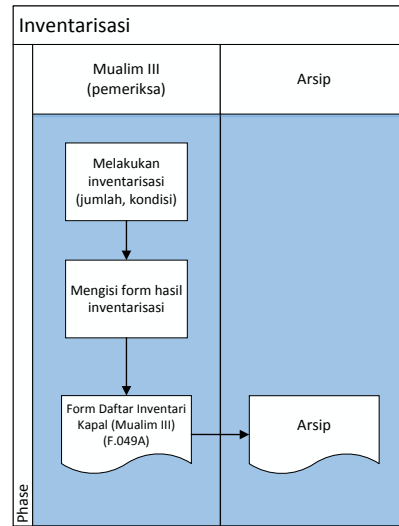 Inventarisasi
Mualim III
(pemeriksa)
Arsip
Melakukan
inventarisasi
(jumlah, kondisi)
Mengisi form hasil
inventarisasi
Form Daftar Inventari
Kapal (Mualim III)
(F.049A)
Arsip
Phase